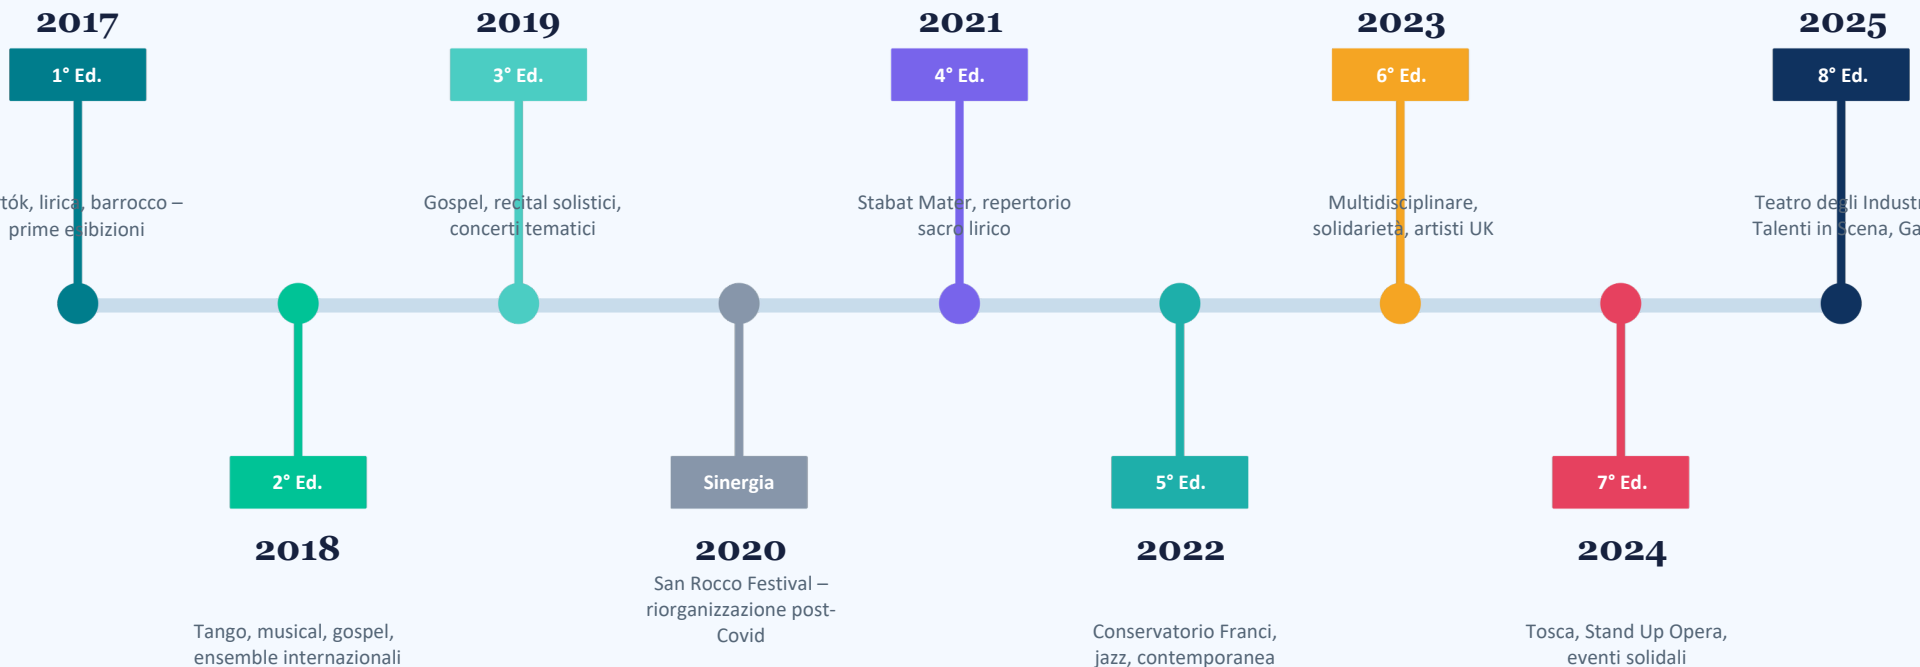 2017
1° Ed.
lirica, barrocco –
prime esibizioni
2018
2° Ed.
Tango, musical, gospel,
ensemble internazionali
2019
3° Ed.
Gospel, recital solistici,
concerti tematici
2020
Sinergia
San Rocco Festival –
riorganizzazione post-
Covid
2021
4° Ed.
Stabat Mater, repertorio
sacro lirico
2022
5° Ed.
Conservatorio Franci,
jazz, contemporanea
2023
6° Ed.
Multidisciplinare,
solidarietà, artisti UK
2024
7° Ed.
Tosca, Stand Up Opera,
eventi solidali
2025
8° Ed.
Teatro degli
Talenti in Scena,